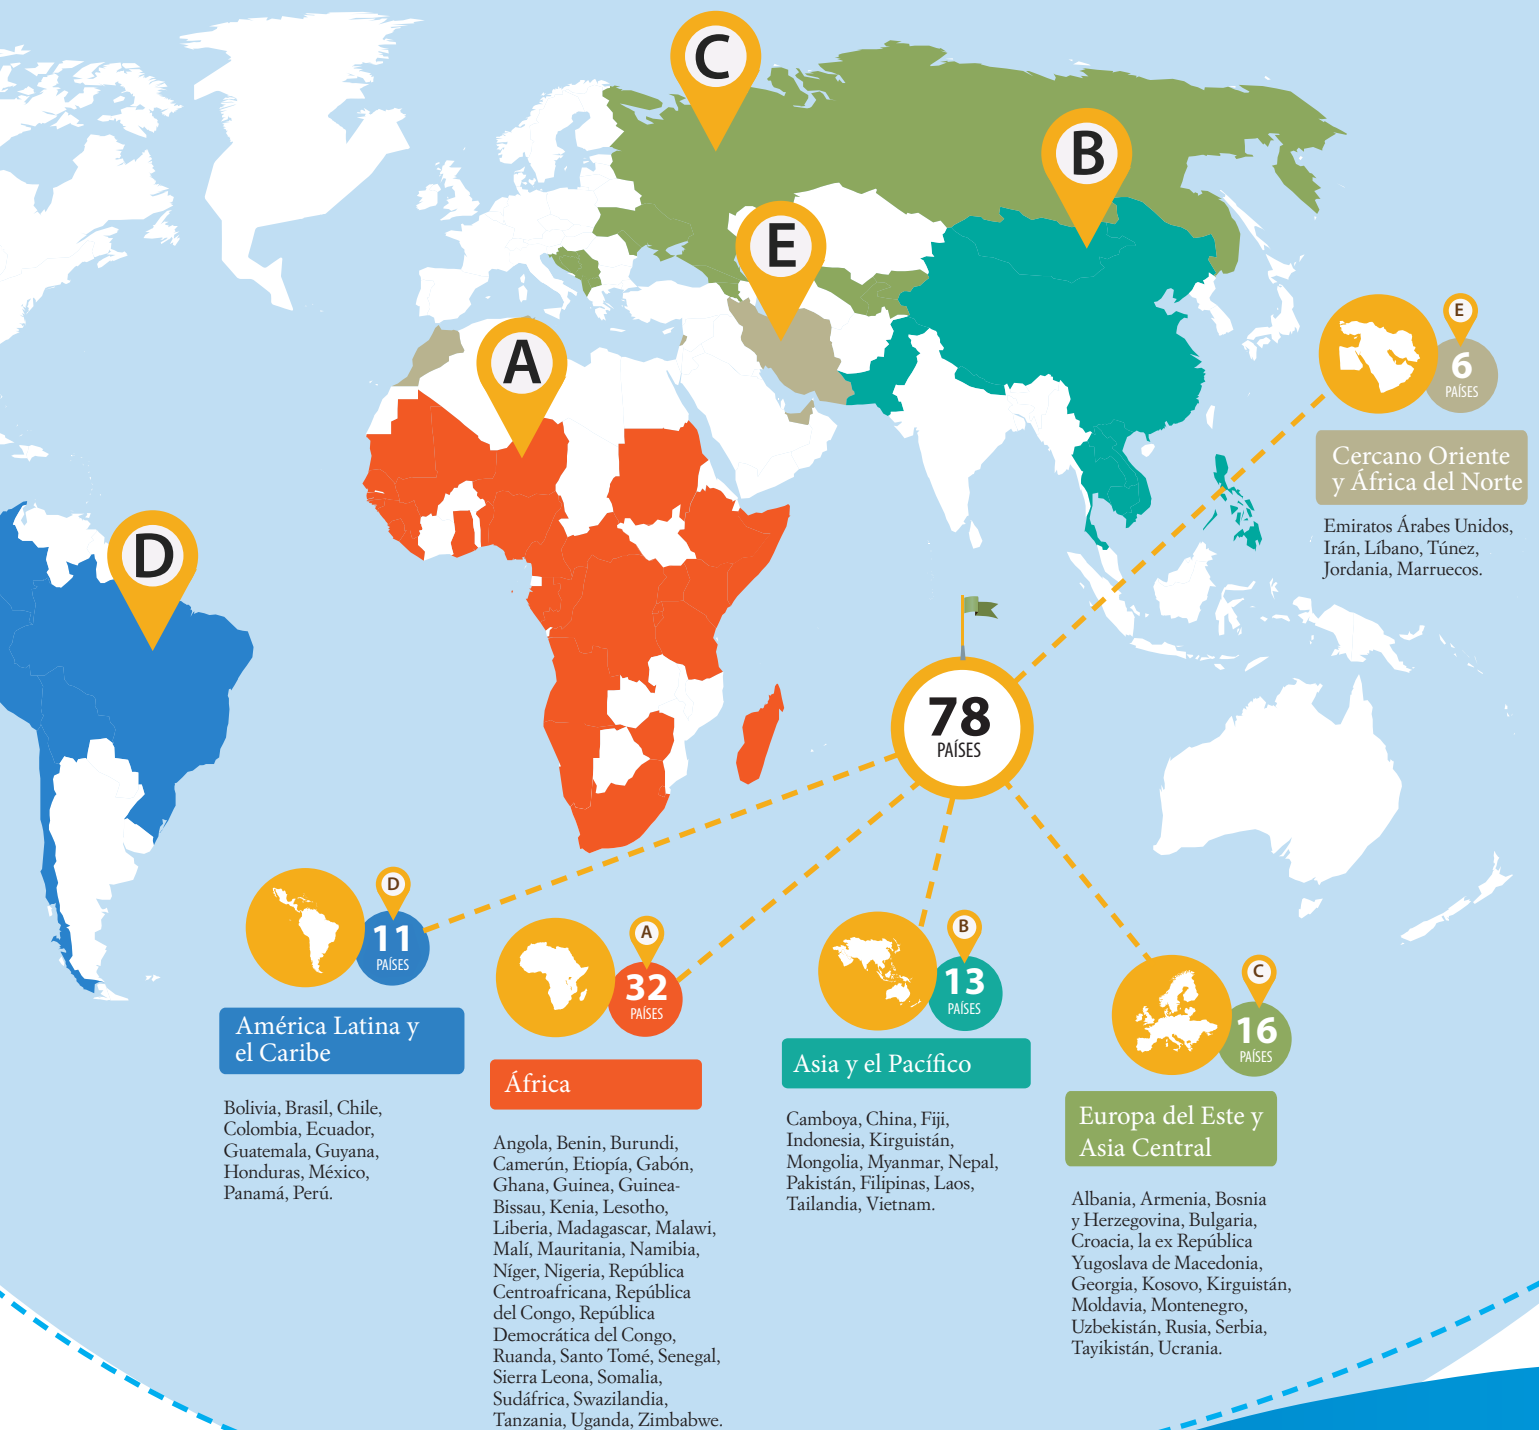 C
B
E
A
D
E
6
PAÍSES
Cercano Oriente
y África del Norte
Emiratos Árabes Unidos,
Irán, Líbano, Túnez,
Jordania, Marruecos.
78
PAÍSES
D
11
PAÍSES
América Latina y
el Caribe
Bolivia, Brasil, Chile,
Colombia, Ecuador,
Guatemala, Guyana,
Honduras, México,
Panamá, Perú.
A
32
PAÍSES
África
Angola, Benin, Burundi,
Camerún, Etiopía, Gabón,
Ghana, Guinea, Guinea-
Bissau, Kenia, Lesotho,
Liberia, Madagascar, Malawi,
Malí, Mauritania, Namibia,
Níger, Nigeria, República
Centroafricana, República
del Congo, República
Democrática del Congo,
Ruanda, Santo Tomé, Senegal,
Sierra Leona, Somalia,
Sudáfrica, Swazilandia,
Tanzania, Uganda, Zimbabwe.
B
13
PAÍSES
Asia y el Pacífico
Camboya, China, Fiji,
Indonesia, Kirguistán,
Mongolia, Myanmar, Nepal,
Pakistán, Filipinas, Laos,
Tailandia, Vietnam.
C
16
PAÍSES
Europa del Este y
Asia Central
Albania, Armenia, Bosnia
y Herzegovina, Bulgaria,
Croacia, la ex República
Yugoslava de Macedonia,
Georgia, Kosovo, Kirguistán,
Moldavia, Montenegro,
Uzbekistán, Rusia, Serbia,
Tayikistán, Ucrania.